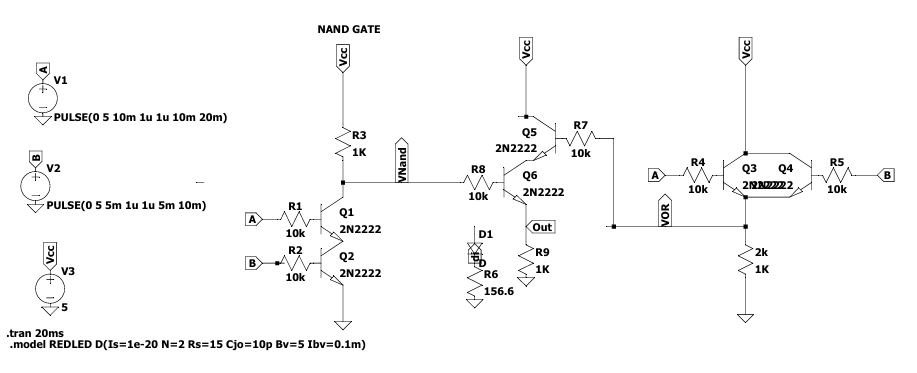 NAND GATE
A
V1
PULSE(0 5 10m 1u 1u 10m 20m)
B
V2
PULSE(0 5 5m 1u 1u 5m 10m)
Vcc
V3
5
.tran 20ms
.model REDLED D(Is=1e-20 N=2 Rs=15 Cjo=10p Bv=5 Ibv=0.1m)
Vcc
R3
1K
VNand
A
R1
10k
Q1
2N2222
B
R2
10k
Q2
2N2222
Vcc
Q5
2N2222
R7
10k
R8
10k
Q6
2N2222
Out
D1
D
R6
156.6
R9
1K
Vcc
A
R4
10k
Q3
2N2222
Q4
2N2222
R5
10k
B
VOR
2k
1K